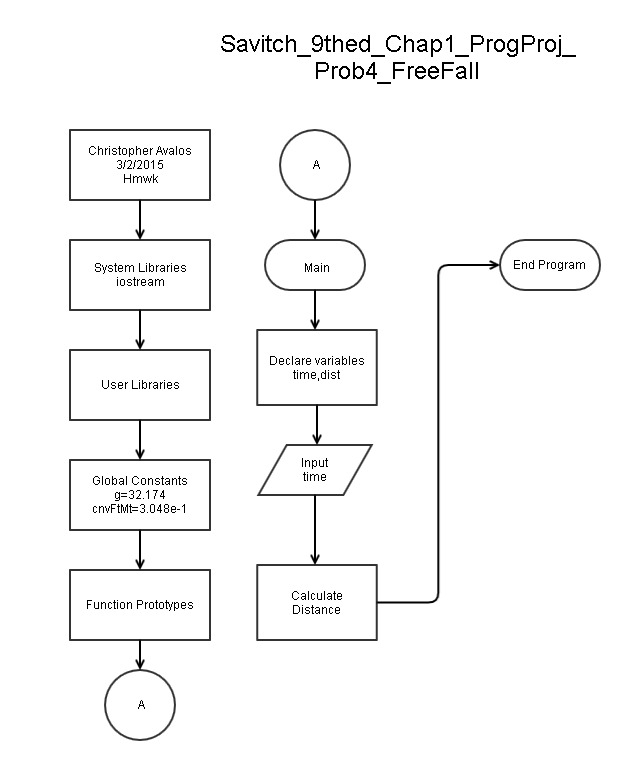 Savitch_9thed_Chap1_ProgProj_
Prob4_FreeFall
Christopher Avalos
3/2/2015
Hmwk
System Libraries
iostream
User Libraries
Global Constants
g=32.174
cnvFtMt=3.048e-1
Function Prototypes
A
A
Main
Declare variables
time,dist
Input
time
Calculate
Distance
End Program